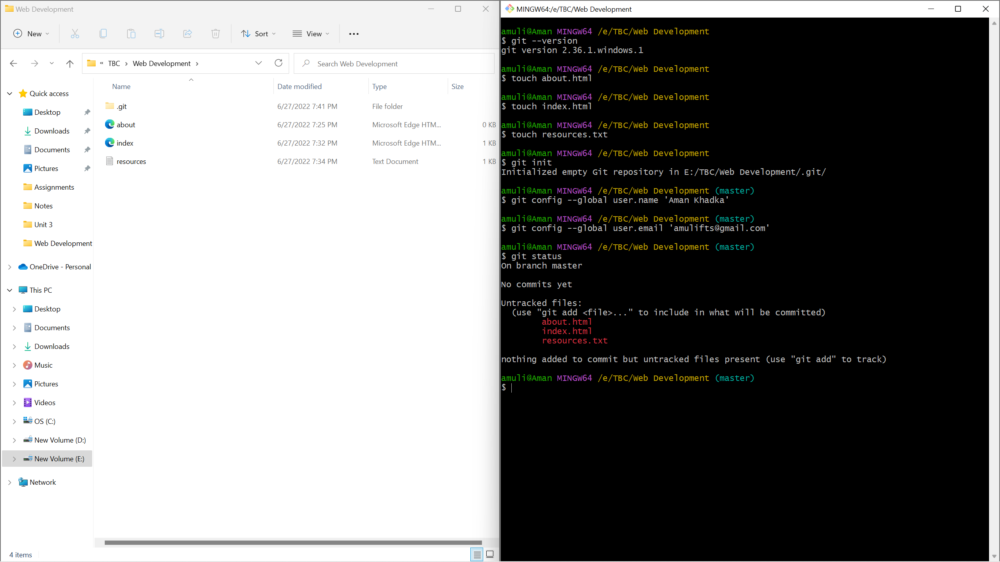 Web Development
New
Sort
View
« TBC > Web Development >
Search Web Development
Name
Date modified
Type
Size
.git
6/27/2022 7:41 PM
File folder
about
6/27/2022 7:25 PM
Microsoft Edge HTM...
0 KB
index
6/27/2022 7:32 PM
Microsoft Edge HTM...
1 KB
resources
6/27/2022 7:34 PM
Text Document
1 KB
Quick access
Desktop
Downloads
Documents
Pictures
Assignments
Notes
Unit 3
Web Development
OneDrive - Personal
This PC
Desktop
Documents
Downloads
Music
Pictures
Videos
OS (C:)
New Volume (D:)
New Volume (E:)
Network
4 items
MINGW64:/e/TBC/Web Development
amuli@Aman MINGW64 /e/TBC/Web Development
$ git --version
git version 2.36.1.windows.1
amuli@Aman MINGW64 /e/TBC/Web Development
$ touch about.html
amuli@Aman MINGW64 /e/TBC/Web Development
$ touch index.html
amuli@Aman MINGW64 /e/TBC/Web Development
$ touch resources.txt
amuli@Aman MINGW64 /e/TBC/Web Development
$ git init
Initialized empty Git repository in E:/TBC/Web Development/.git/
amuli@Aman MINGW64 /e/TBC/Web Development (master)
$ git config --global user.name 'Aman Khadka'
amuli@Aman MINGW64 /e/TBC/Web Development (master)
$ git config --global user.email 'amulifts@gmail.com'
amuli@Aman MINGW64 /e/TBC/Web Development (master)
$ git status
On branch master
No commits yet
Untracked files:
(use "git add <file>..." to include in what will be committed)
about.html
index.html
resources.txt
nothing added to commit but untracked files present (use "git add" to track)
amuli@Aman MINGW64 /e/TBC/Web Development (master)
$